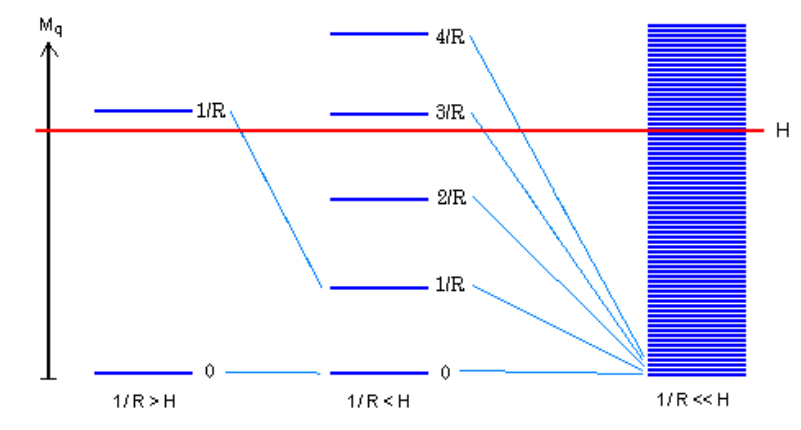 Mq
4/R
1/R
3/R
H
2/R
1/R
0
0
1/R > H
1/R < H
1/R << H